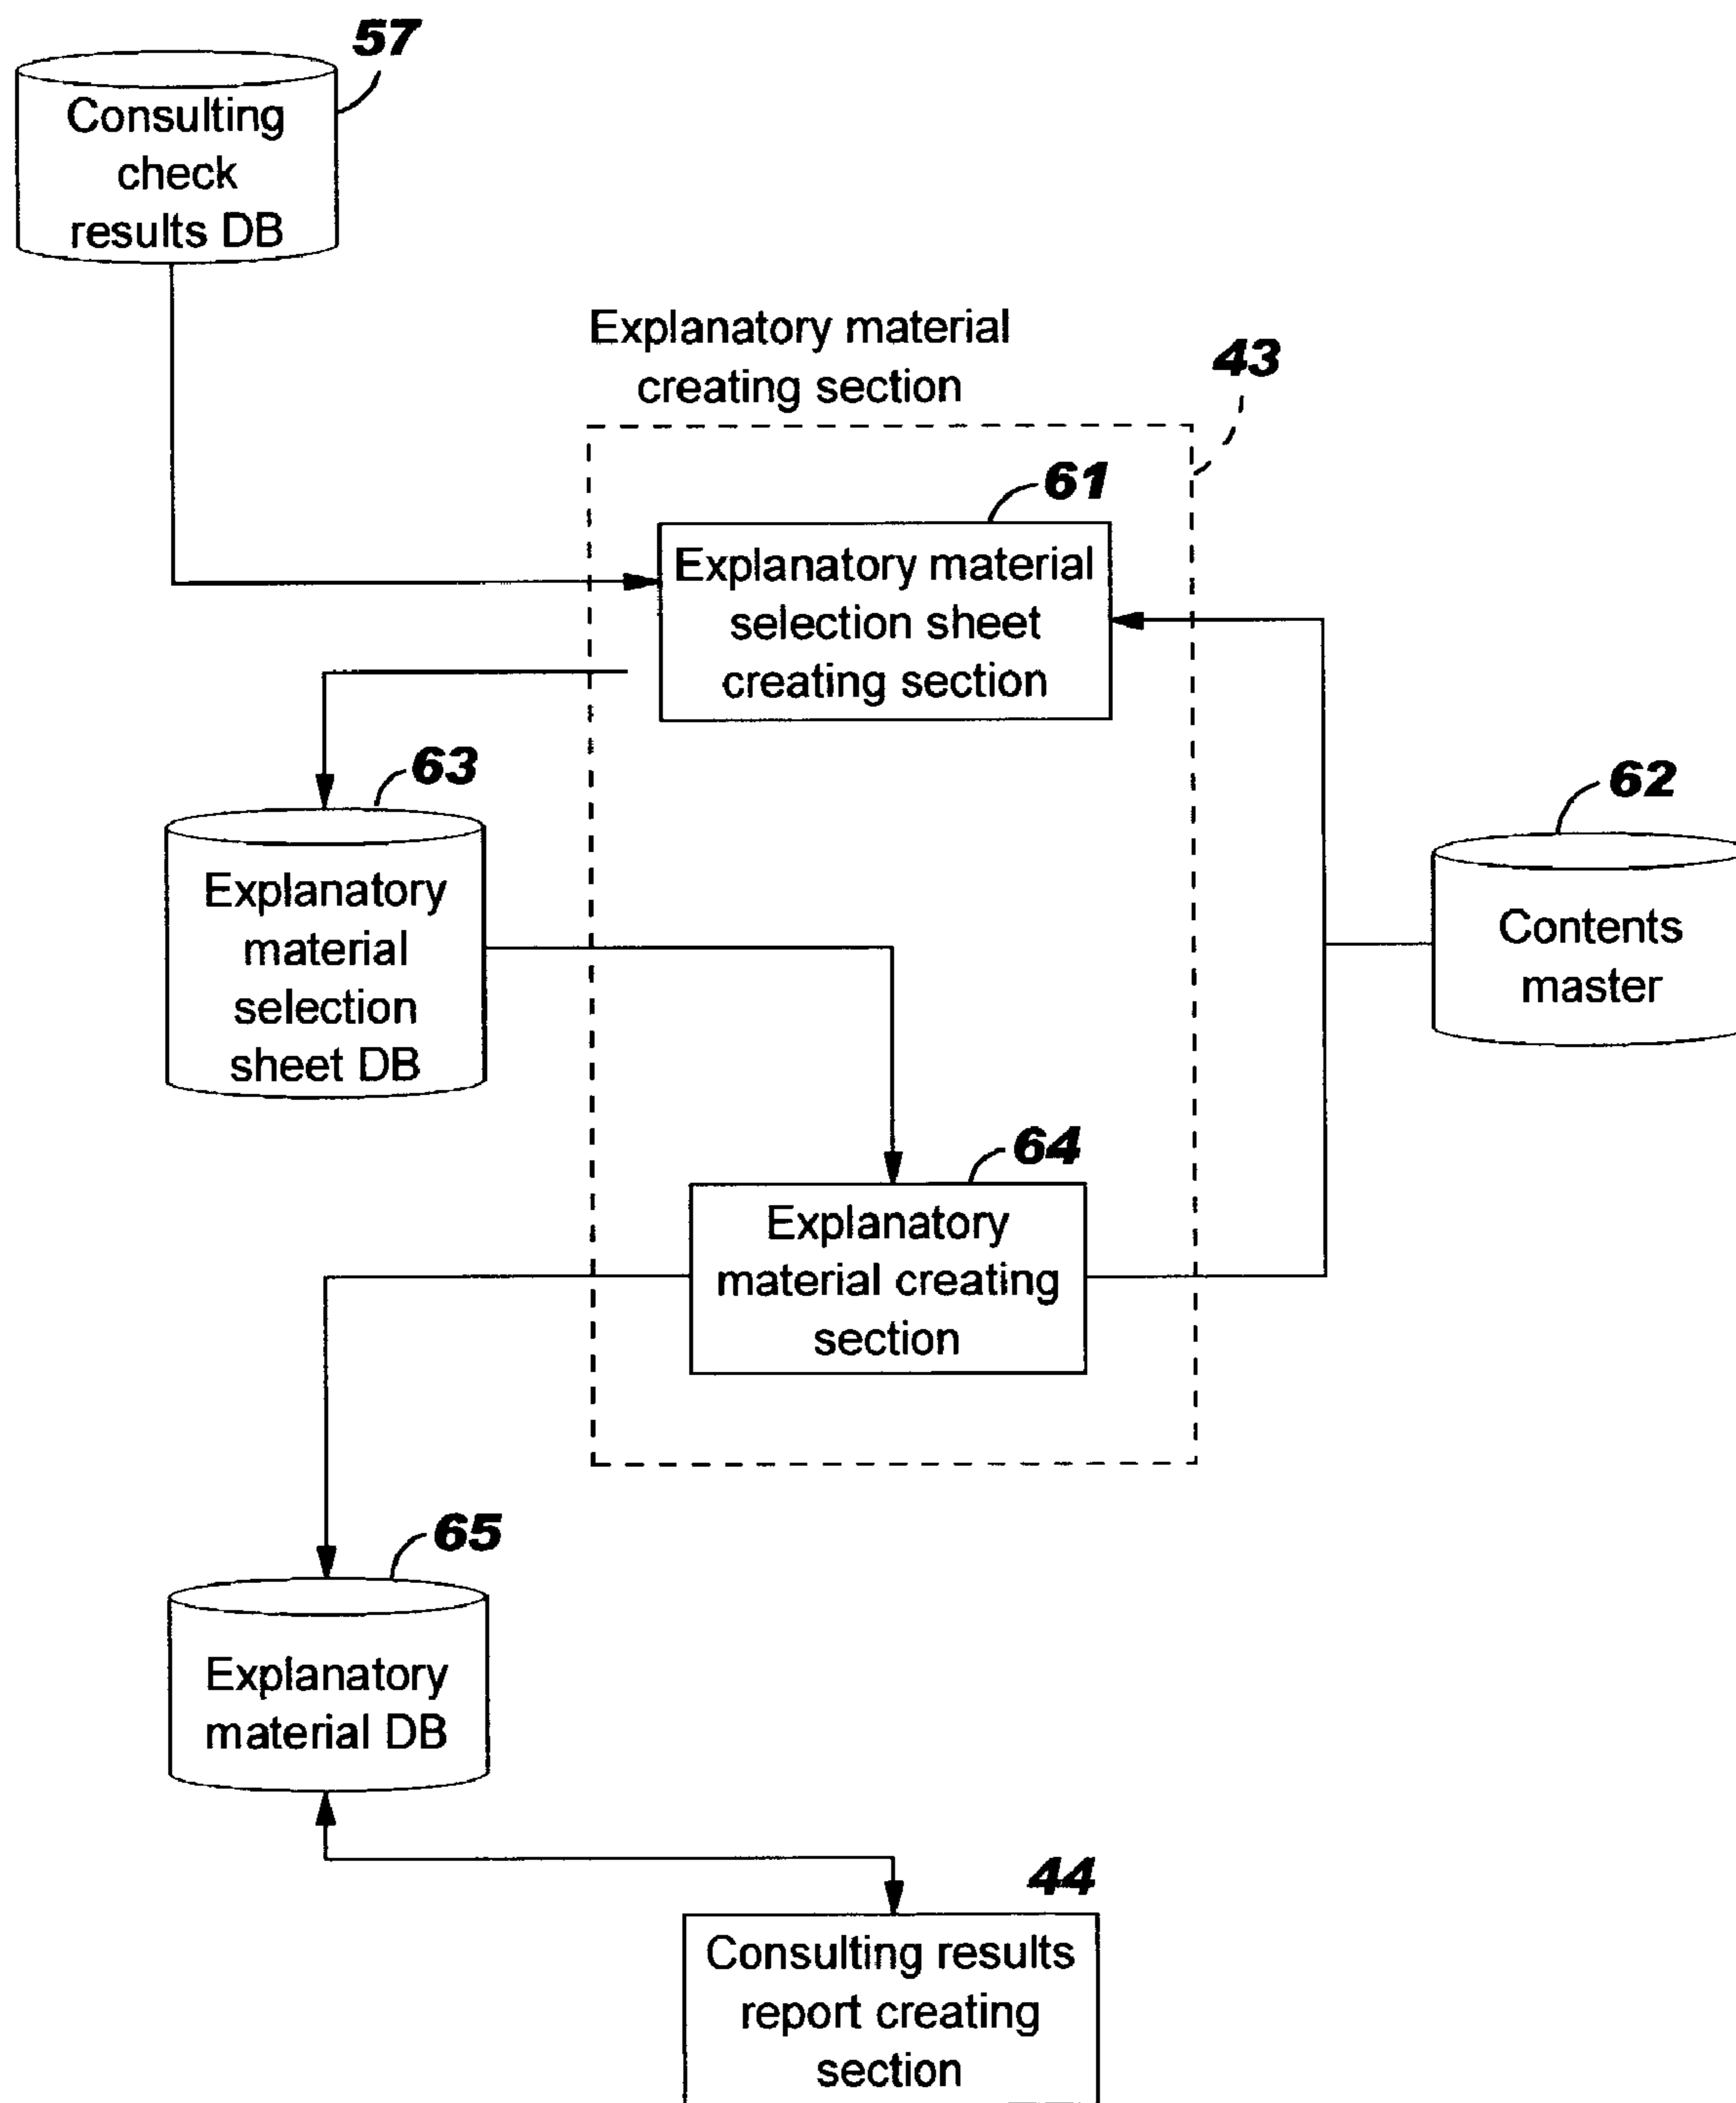 57
Consulting
check
results DB
Explanatory material
creating section
43
61
Explanatory material
selection sheet
creating section
63
Explanatory
material
selection
sheet DB
62
Contents
master
64
Explanatory
material creating
section
65
Explanatory
material DB
44
Consulting results
report creating
section